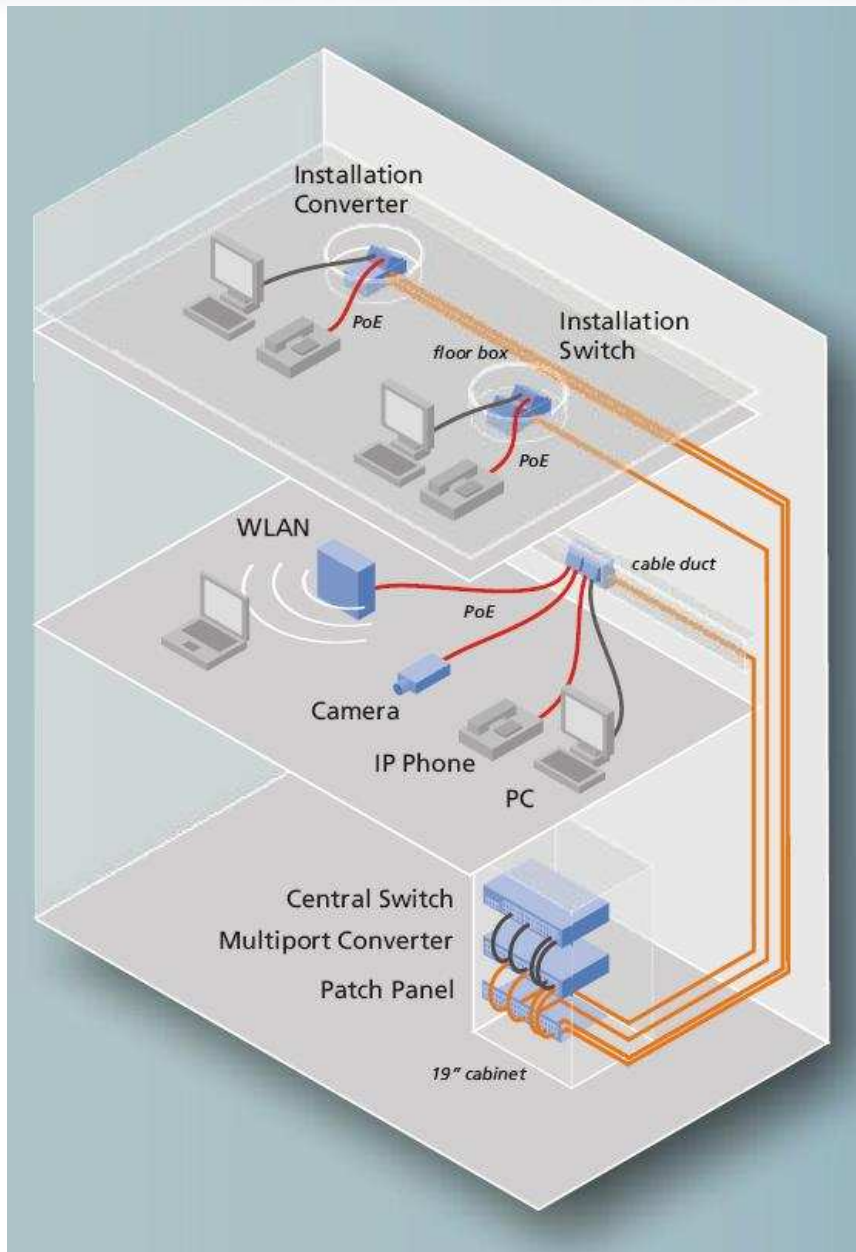 Installation
Converter
PoE
Installation
Switch
floor box
PoE
WLAN
cable duct
PoE
Camera
IP Phone
PC
Central Switch
Multiport Converter
Patch Panel
19" cabinet